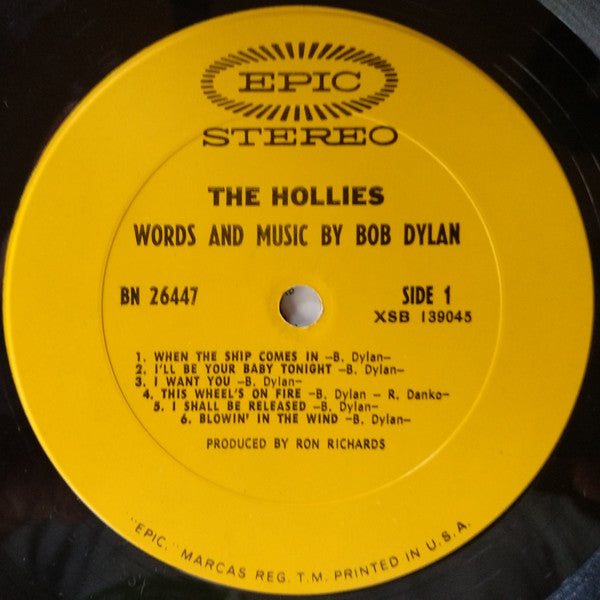 EPIC
STEREO
THE HOLLIES
WORDS AND MUSIC BY BOB DYLAN
BN 26447
SIDE 1
XSB 139045
1. WHEN THE SHIP COMES IN –B. Dylan–
2. I'LL BE YOUR BABY TONIGHT –B. Dylan–
3. I WANT YOU –B. Dylan–
4. THIS WHEEL'S ON FIRE –B. Dylan – R. Danko–
5. I SHALL BE RELEASED –B. Dylan–
6. BLOWIN' IN THE WIND –B. Dylan–
PRODUCED BY RON RICHARDS
"EPIC," MARCAS REG. T.M. PRINTED IN U.S.A.